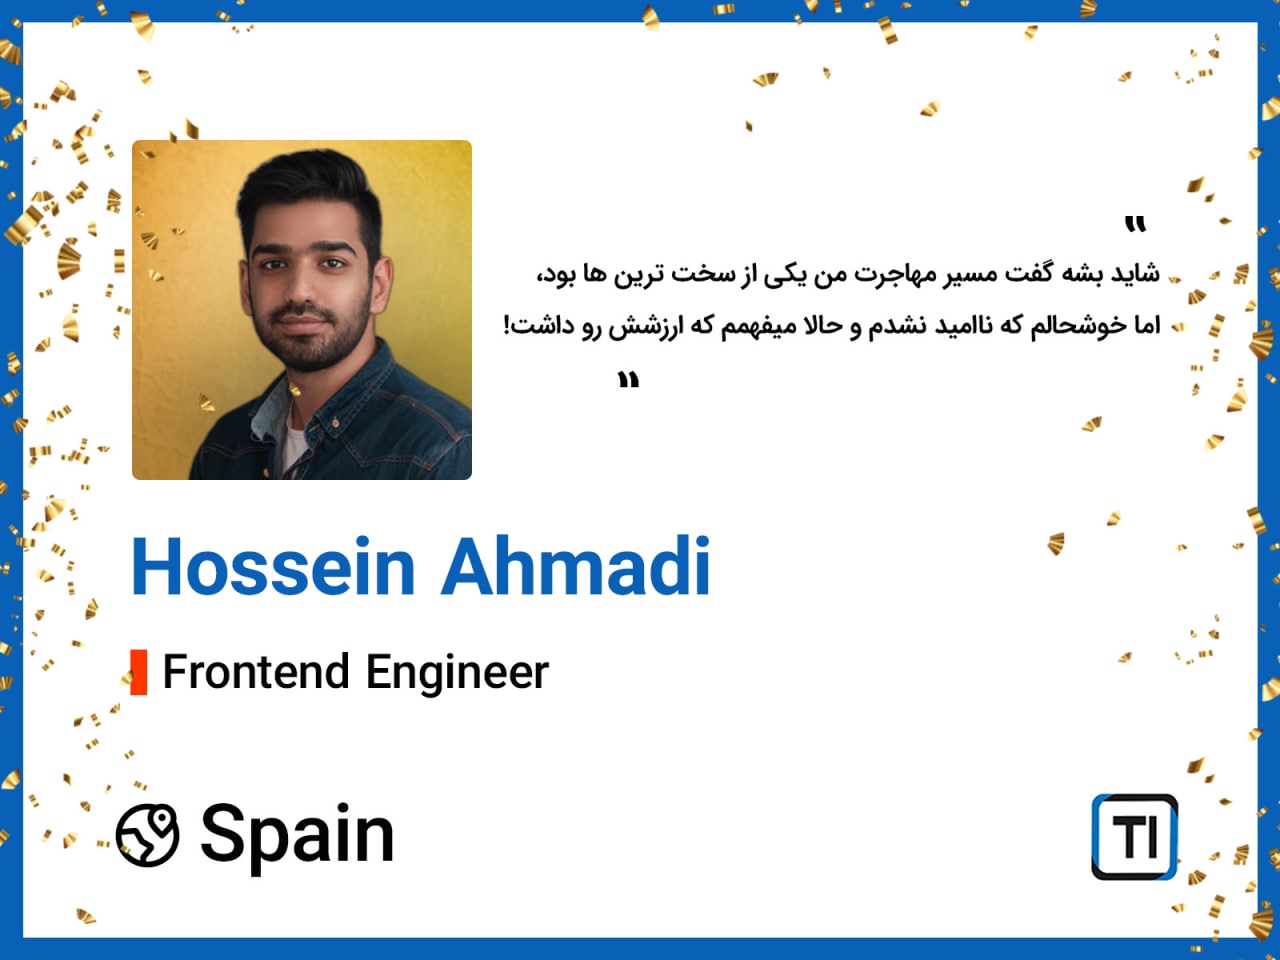 "
شاید بشه گفت مسیر مهاجرت من یکی از سخت ترین ها بود،
اما خوشحالم که ناامید نشدم و حالا میفهمم که ارزشش رو داشت!
"
Hossein Ahmadi
Frontend Engineer
Spain
TI